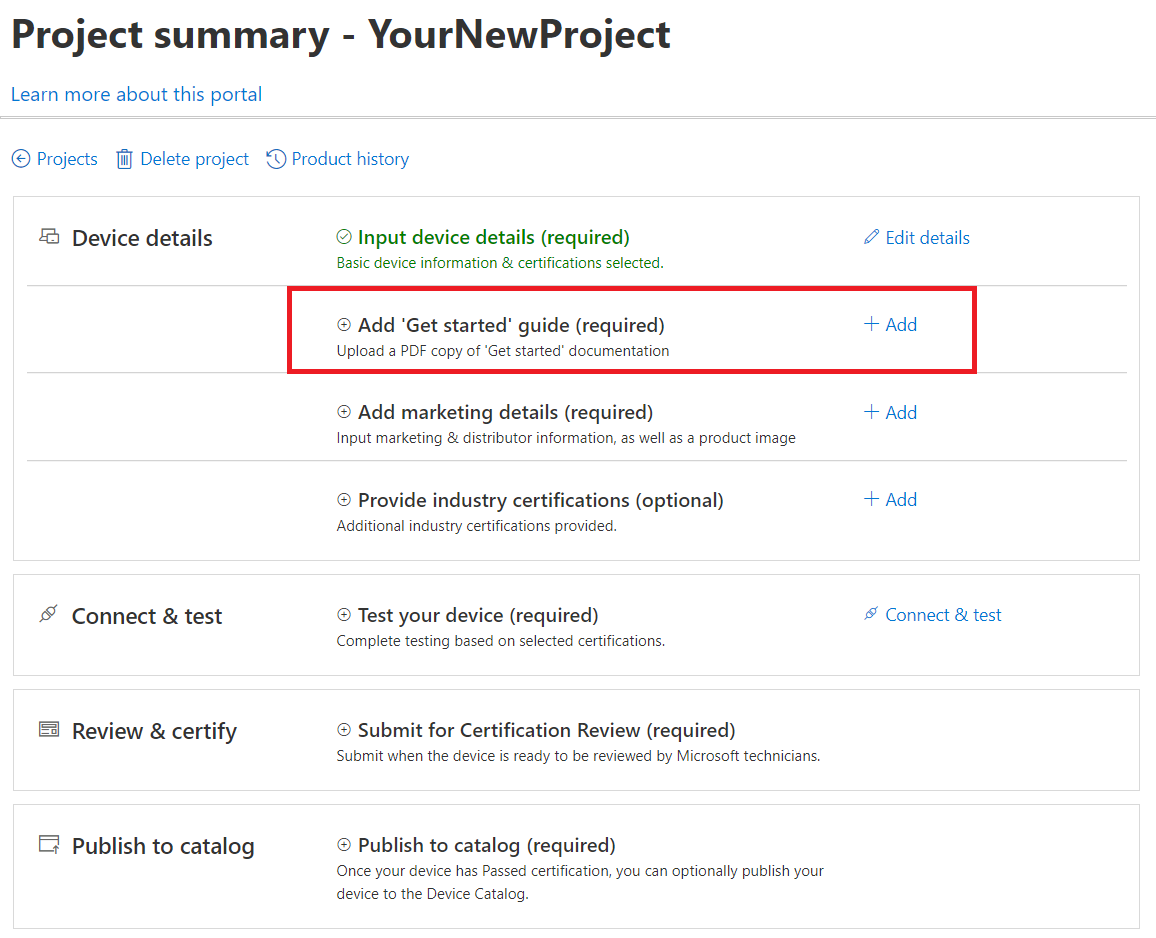 Project summary - YourNewProject
Learn more about this portal
Projects Delete project Product history
Device details
Input device details (required)
Edit details
Basic device information & certifications selected.
Add 'Get started' guide (required)
Add
Upload a PDF copy of 'Get started' documentation
Add marketing details (required)
Add
Input marketing & distributor information, as well as a product image
Provide industry certifications (optional)
Add
Additional industry certifications provided.
Connect & test
Test your device (required)
Connect & test
Complete testing based on selected certifications.
Review & certify
Submit for Certification Review (required)
Submit when the device is ready to be reviewed by Microsoft technicians.
Publish to catalog
Publish to catalog (required)
Once your device has Passed certification, you can optionally publish your
device to the Device Catalog.